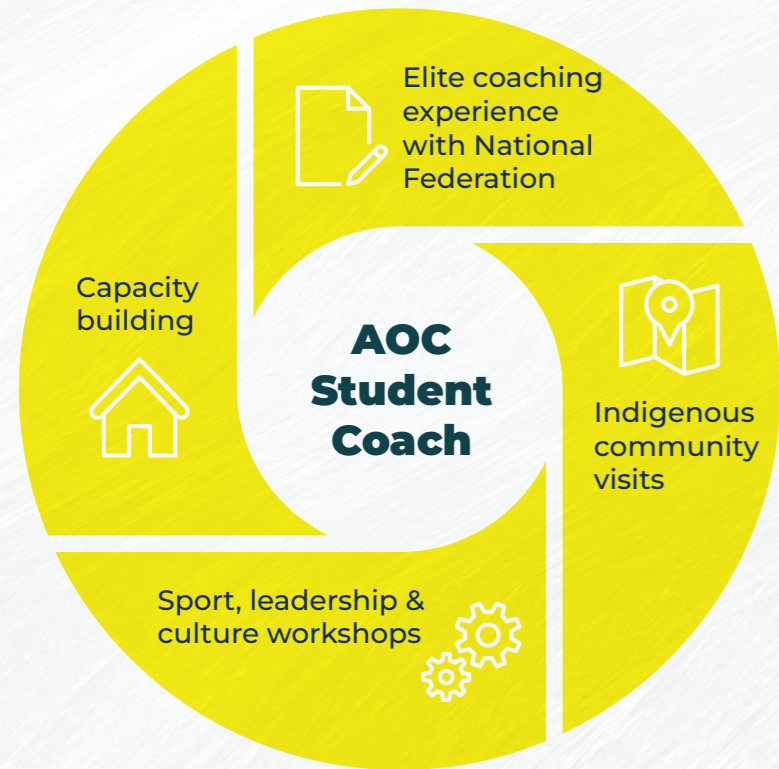 Elite coaching
experience
with National
Federation
Capacity
building
AOC
Student
Coach
Indigenous
community
visits
Sport, leadership &
culture workshops